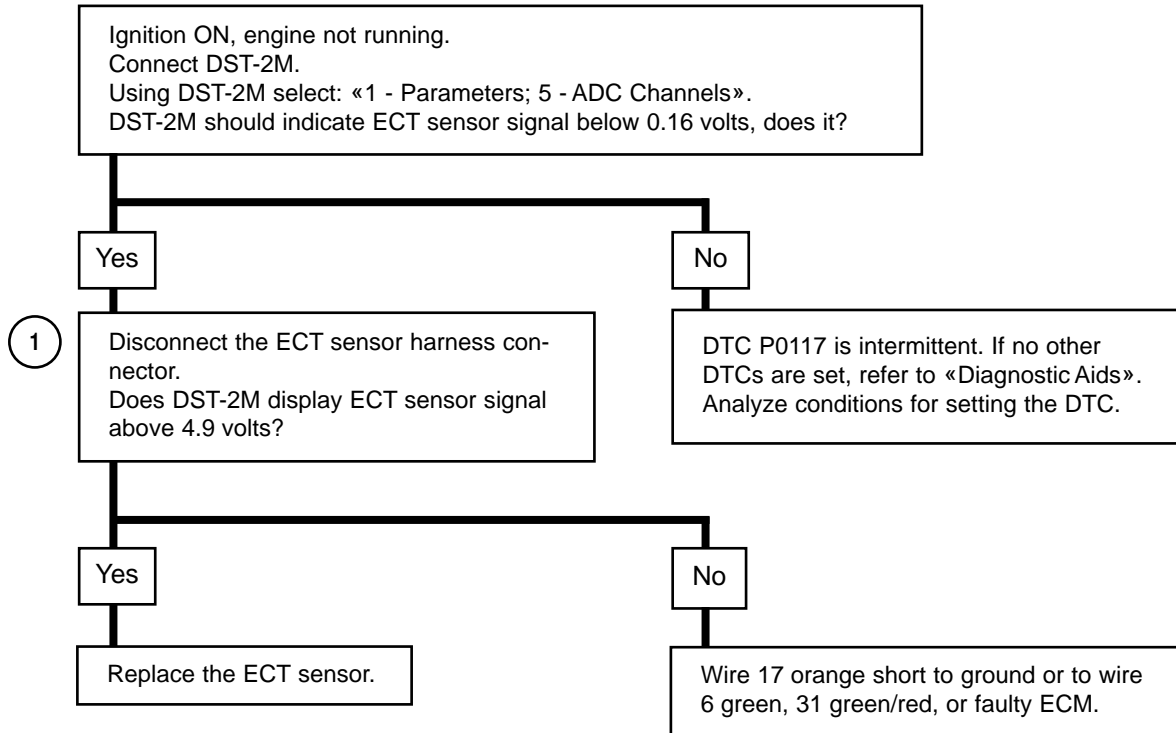 Ignition ON, engine not running.
Connect DST-2M.
Using DST-2M select: «1 - Parameters; 5 - ADC Channels».
DST-2M should indicate ECT sensor signal below 0.16 volts, does it?
Yes
No
1
Disconnect the ECT sensor harness con-
nector.
Does DST-2M display ECT sensor signal
above 4.9 volts?
DTC P0117 is intermittent. If no other
DTCs are set, refer to «Diagnostic Aids».
Analyze conditions for setting the DTC.
Yes
No
Replace the ECT sensor.
Wire 17 orange short to ground or to wire
6 green, 31 green/red, or faulty ECM.